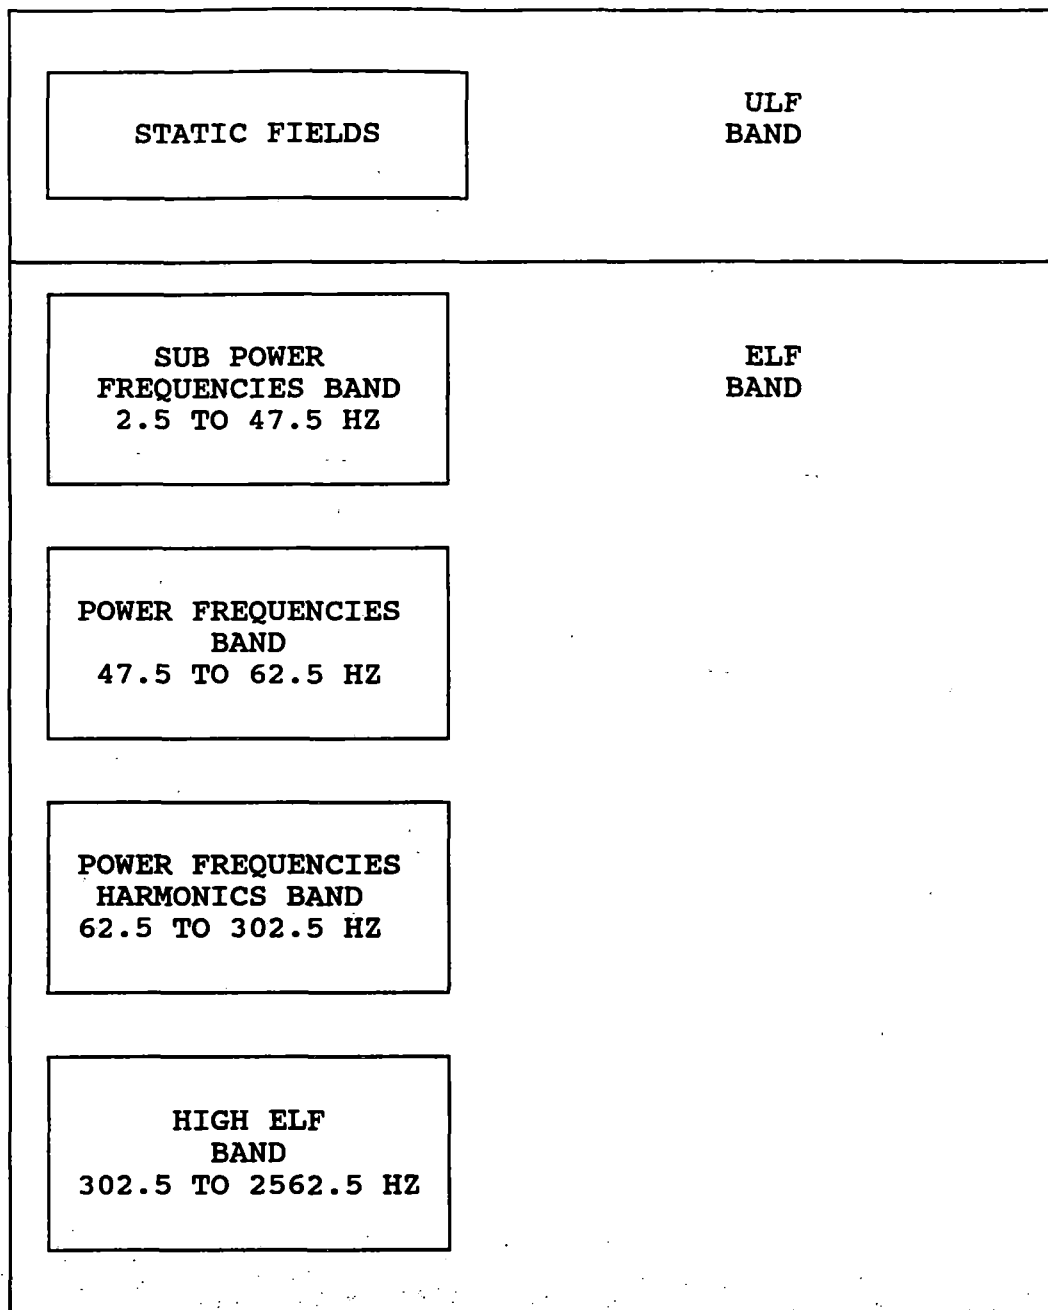 STATIC FIELDS
ULF
BAND
SUB POWER
FREQUENCIES BAND
2.5 TO 47.5 HZ
ELF
BAND
POWER FREQUENCIES
BAND
47.5 TO 62.5 HZ
POWER FREQUENCIES
HARMONICS BAND
62.5 TO 302.5 HZ
HIGH ELF
BAND
302.5 TO 2562.5 HZ